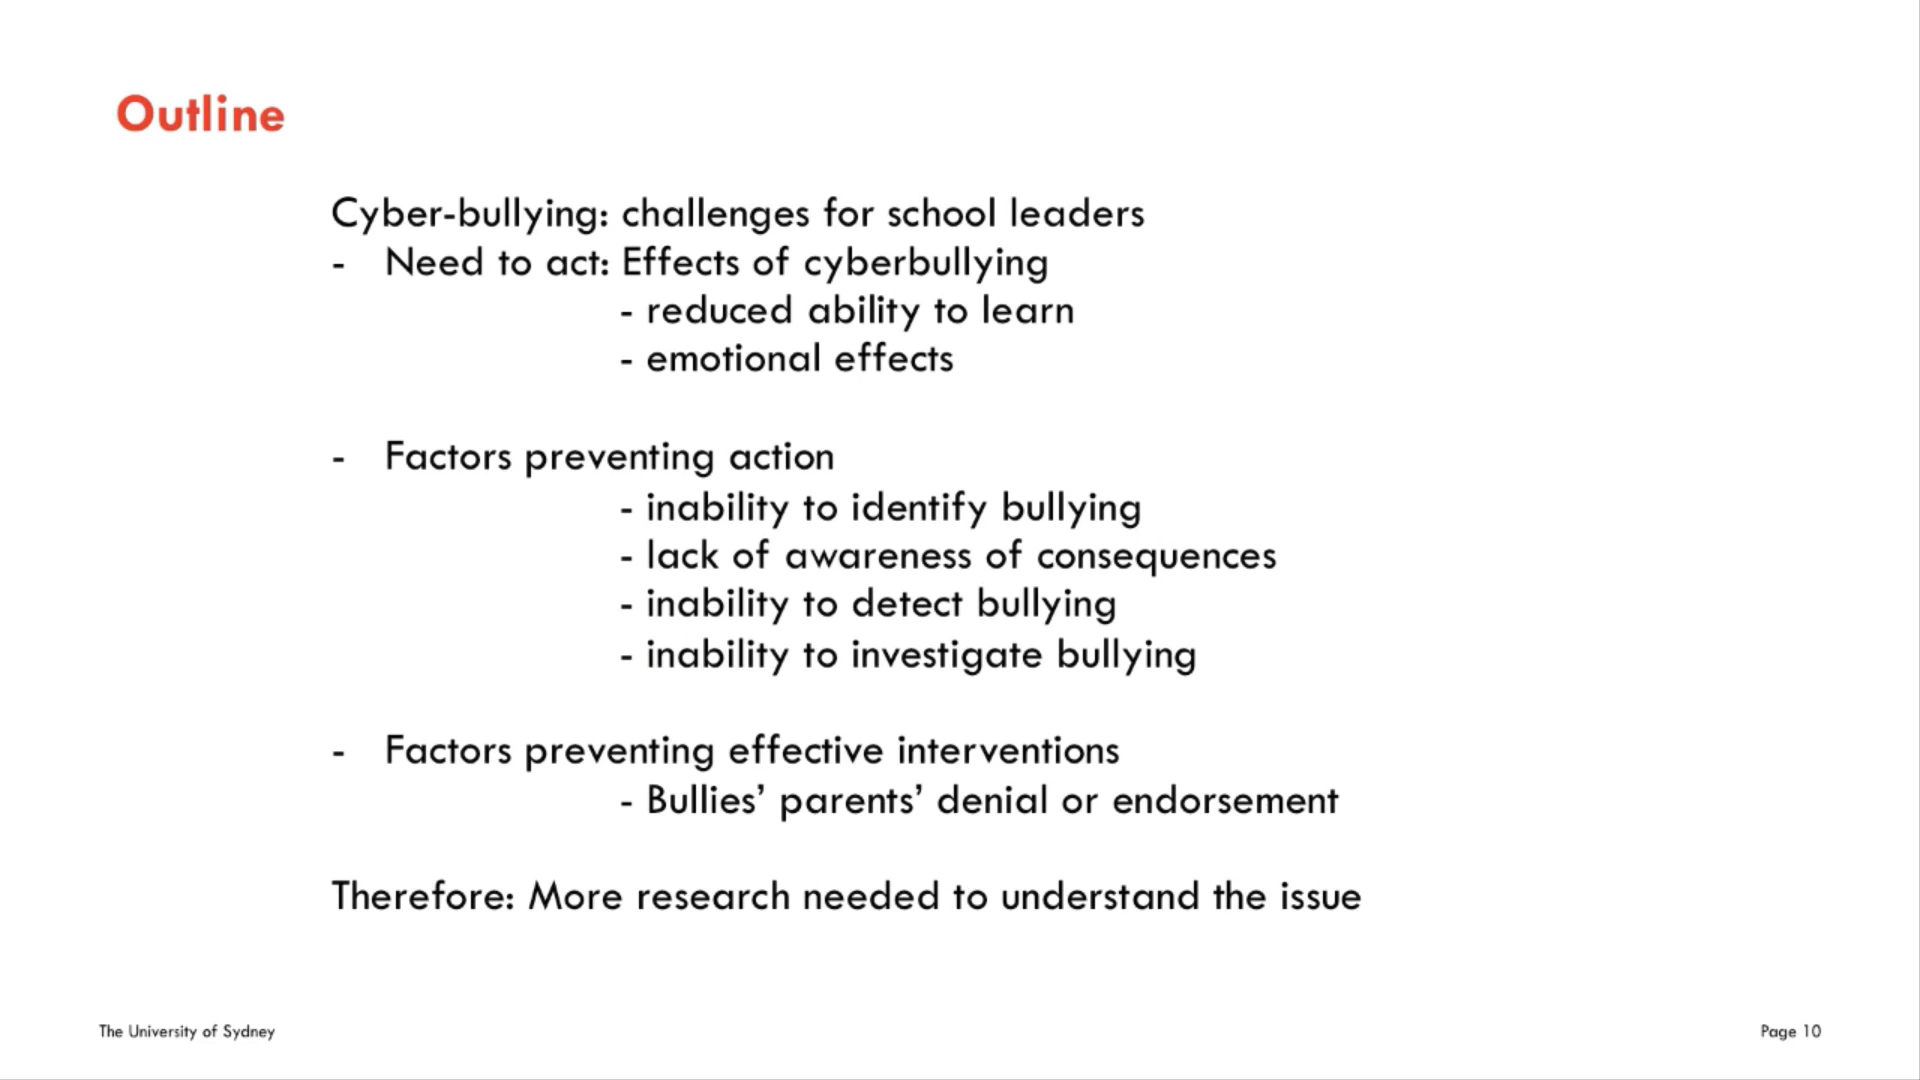 Outline
Cyber-bullying: challenges for school leaders
- Need to act: Effects of cyberbullying
- reduced ability to learn
- emotional effects
- Factors preventing action
- inability to identify bullying
- lack of awareness of consequences
- inability to detect bullying
- inability to investigate bullying
- Factors preventing effective interventions
- Bullies’ parents’ denial or endorsement
Therefore: More research needed to understand the issue
The University of Sydney
Page 10